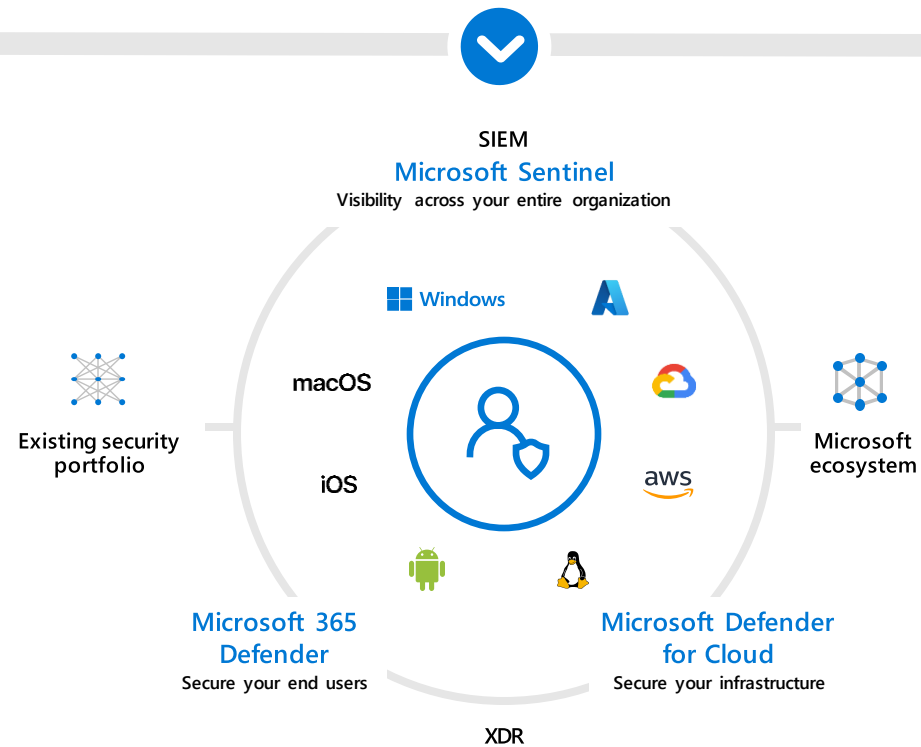 SIEM
Microsoft Sentinel
Visibility across your entire organization
Windows
macOS
Existing security
portfolio
Microsoft
ecosystem
iOS
aws
Microsoft 365
Defender
Secure your end users
Microsoft Defender
for Cloud
Secure your infrastructure
XDR